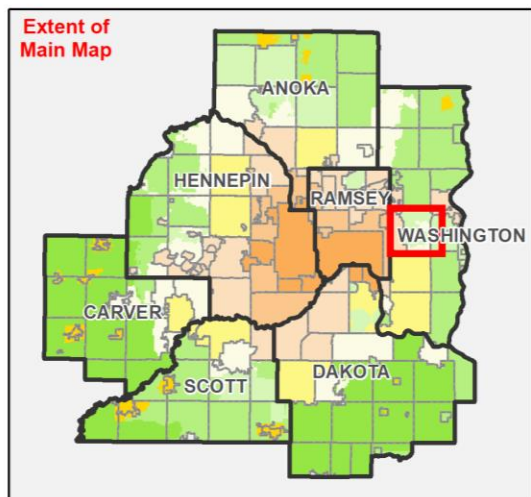 Extent of
Main Map
ANOKA
HENNEPIN
RAMSEY
WASHINGTON
CARVER
SCOTT
DAKOTA